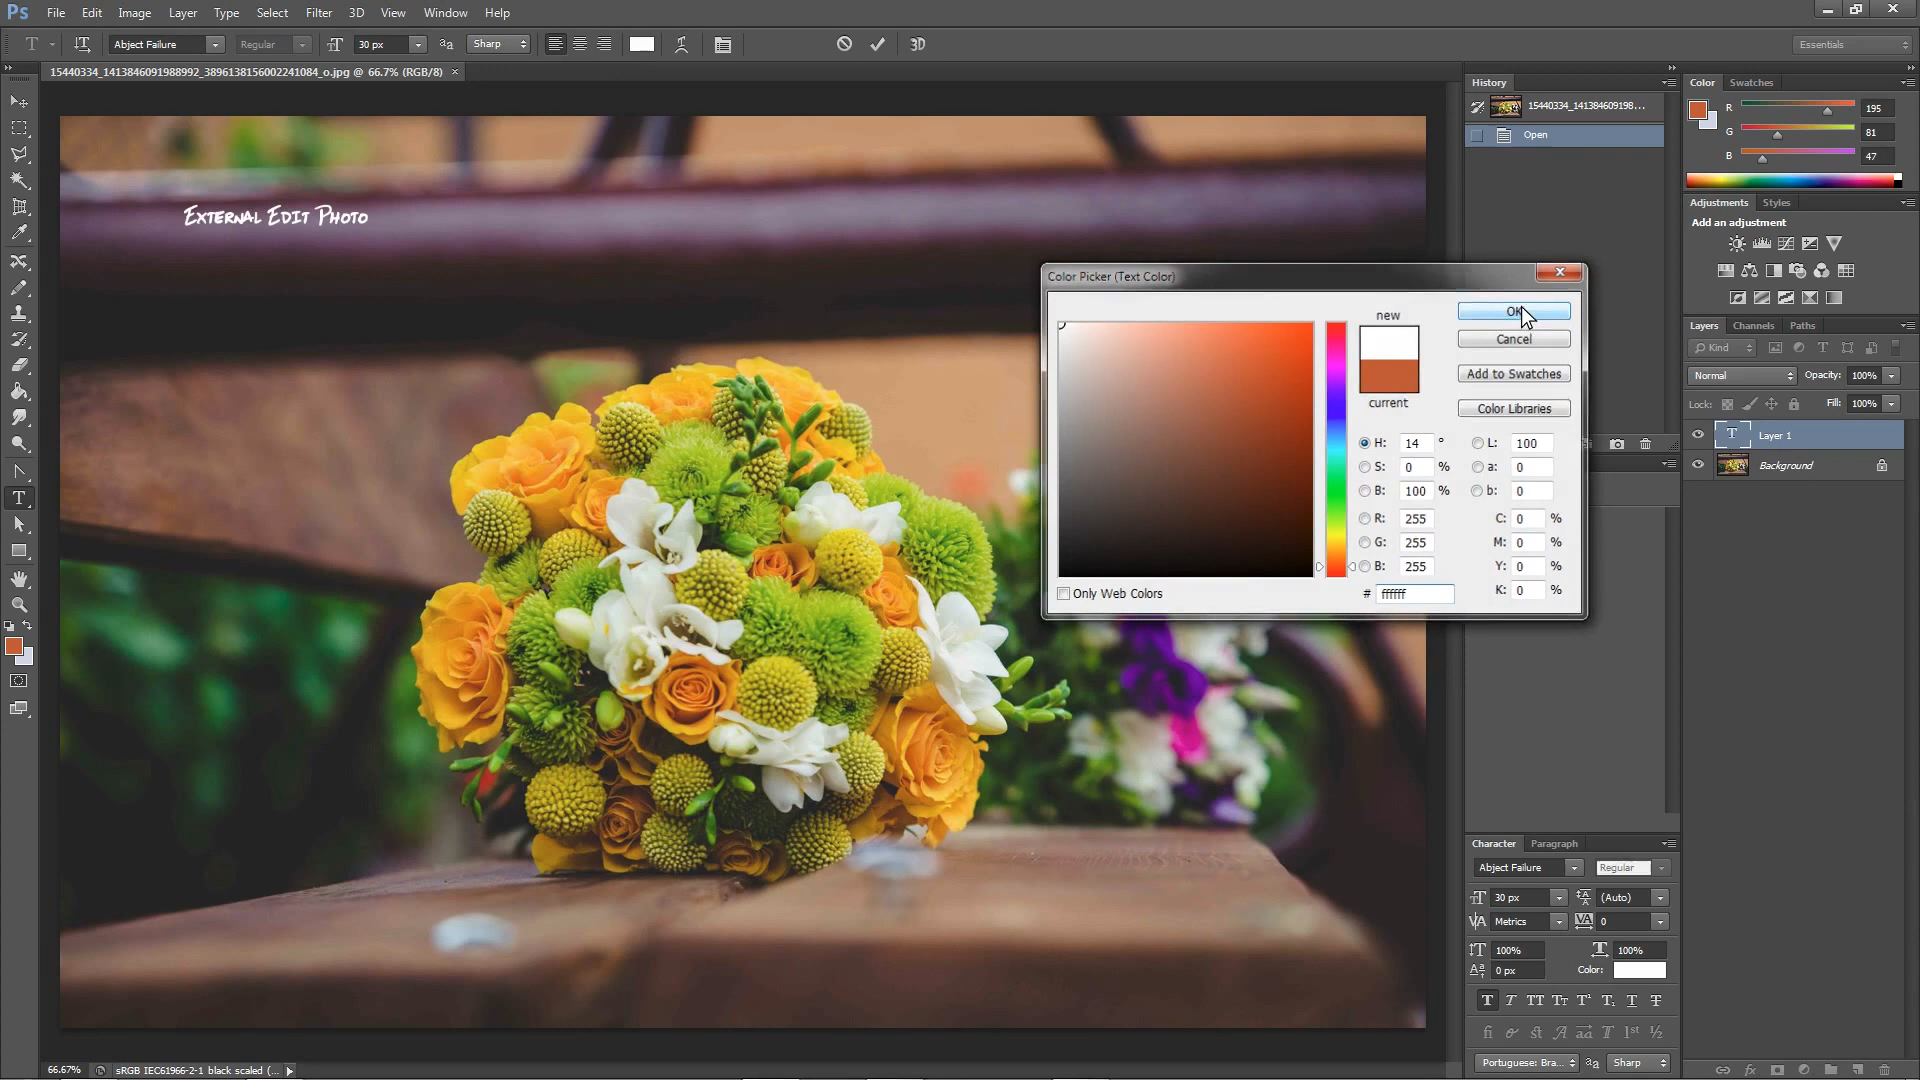 Ps File Edit Image Layer Type Select Filter 3D View Window Help
T Abject Failure Regular 30 px aa Sharp 3D Essentials
15440334_1413846091988992_3896138156002241084_o.jpg @ 66.7% (RGB/8) ×
External Edit Photo
Color Picker (Text Color)
new
current
OK
Cancel
Add to Swatches
Color Libraries
H: 14 ° L: 100
S: 0 % a: 0
B: 100 % b: 0
R: 255 C: 0 %
G: 255 M: 0 %
B: 255 Y: 0 %
# ffffff K: 0 %
Only Web Colors
History
15440334_141384609198...
Open
Color Swatches
R 195
G 81
B 47
Adjustments Styles
Add an adjustment
Layers Channels Paths
Kind
Normal Opacity: 100%
Lock: Fill: 100%
T Layer 1
Background
Character Paragraph
Abject Failure Regular
30 px (Auto)
Metrics 0
100% 100%
0 px Color:
T T TT Tt T¹ T₁ T T
fi st A aa T 1st ½
Portuguese: Bra... aa Sharp
66.67% sRGB IEC61966-2-1 black scaled (...